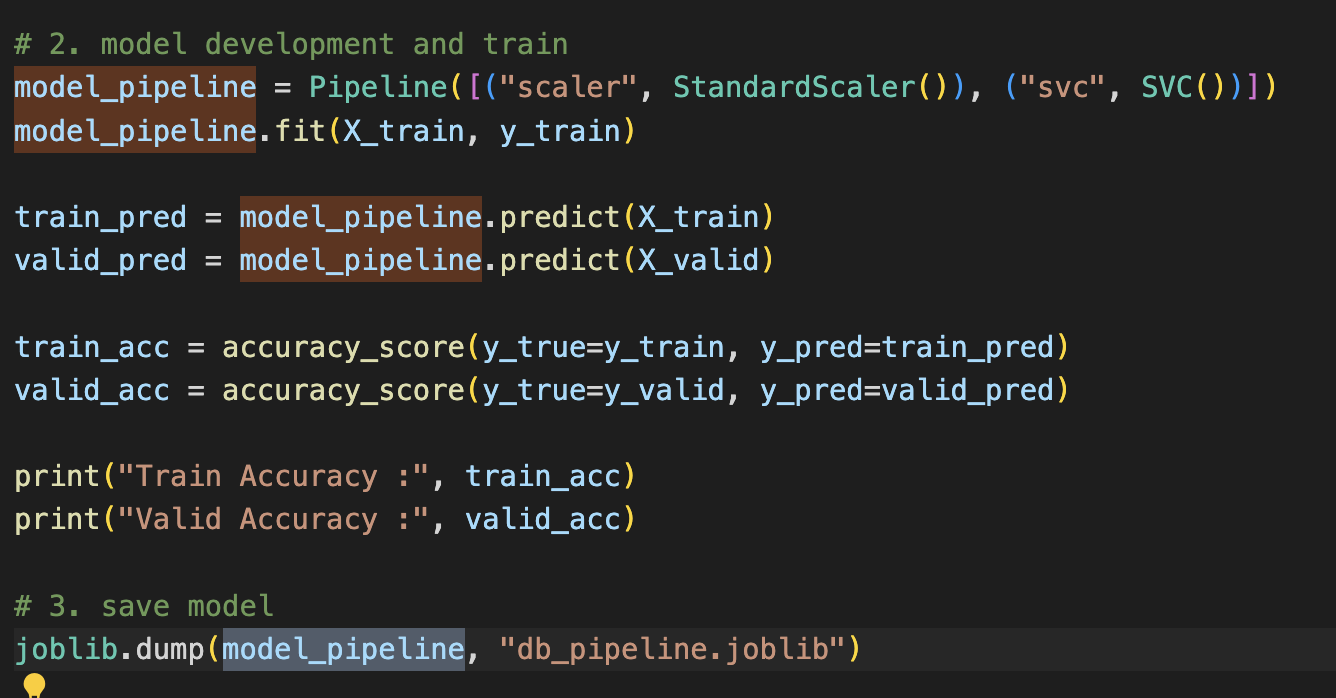 # 2. model development and train
model_pipeline = Pipeline([("scaler", StandardScaler()), ("svc", SVC())])
model_pipeline.fit(X_train, y_train)
train_pred = model_pipeline.predict(X_train)
valid_pred = model_pipeline.predict(X_valid)
train_acc = accuracy_score(y_true=y_train, y_pred=train_pred)
valid_acc = accuracy_score(y_true=y_valid, y_pred=valid_pred)
print("Train Accuracy :", train_acc)
print("Valid Accuracy :", valid_acc)
# 3. save model
joblib.dump(model_pipeline, "db_pipeline.joblib")